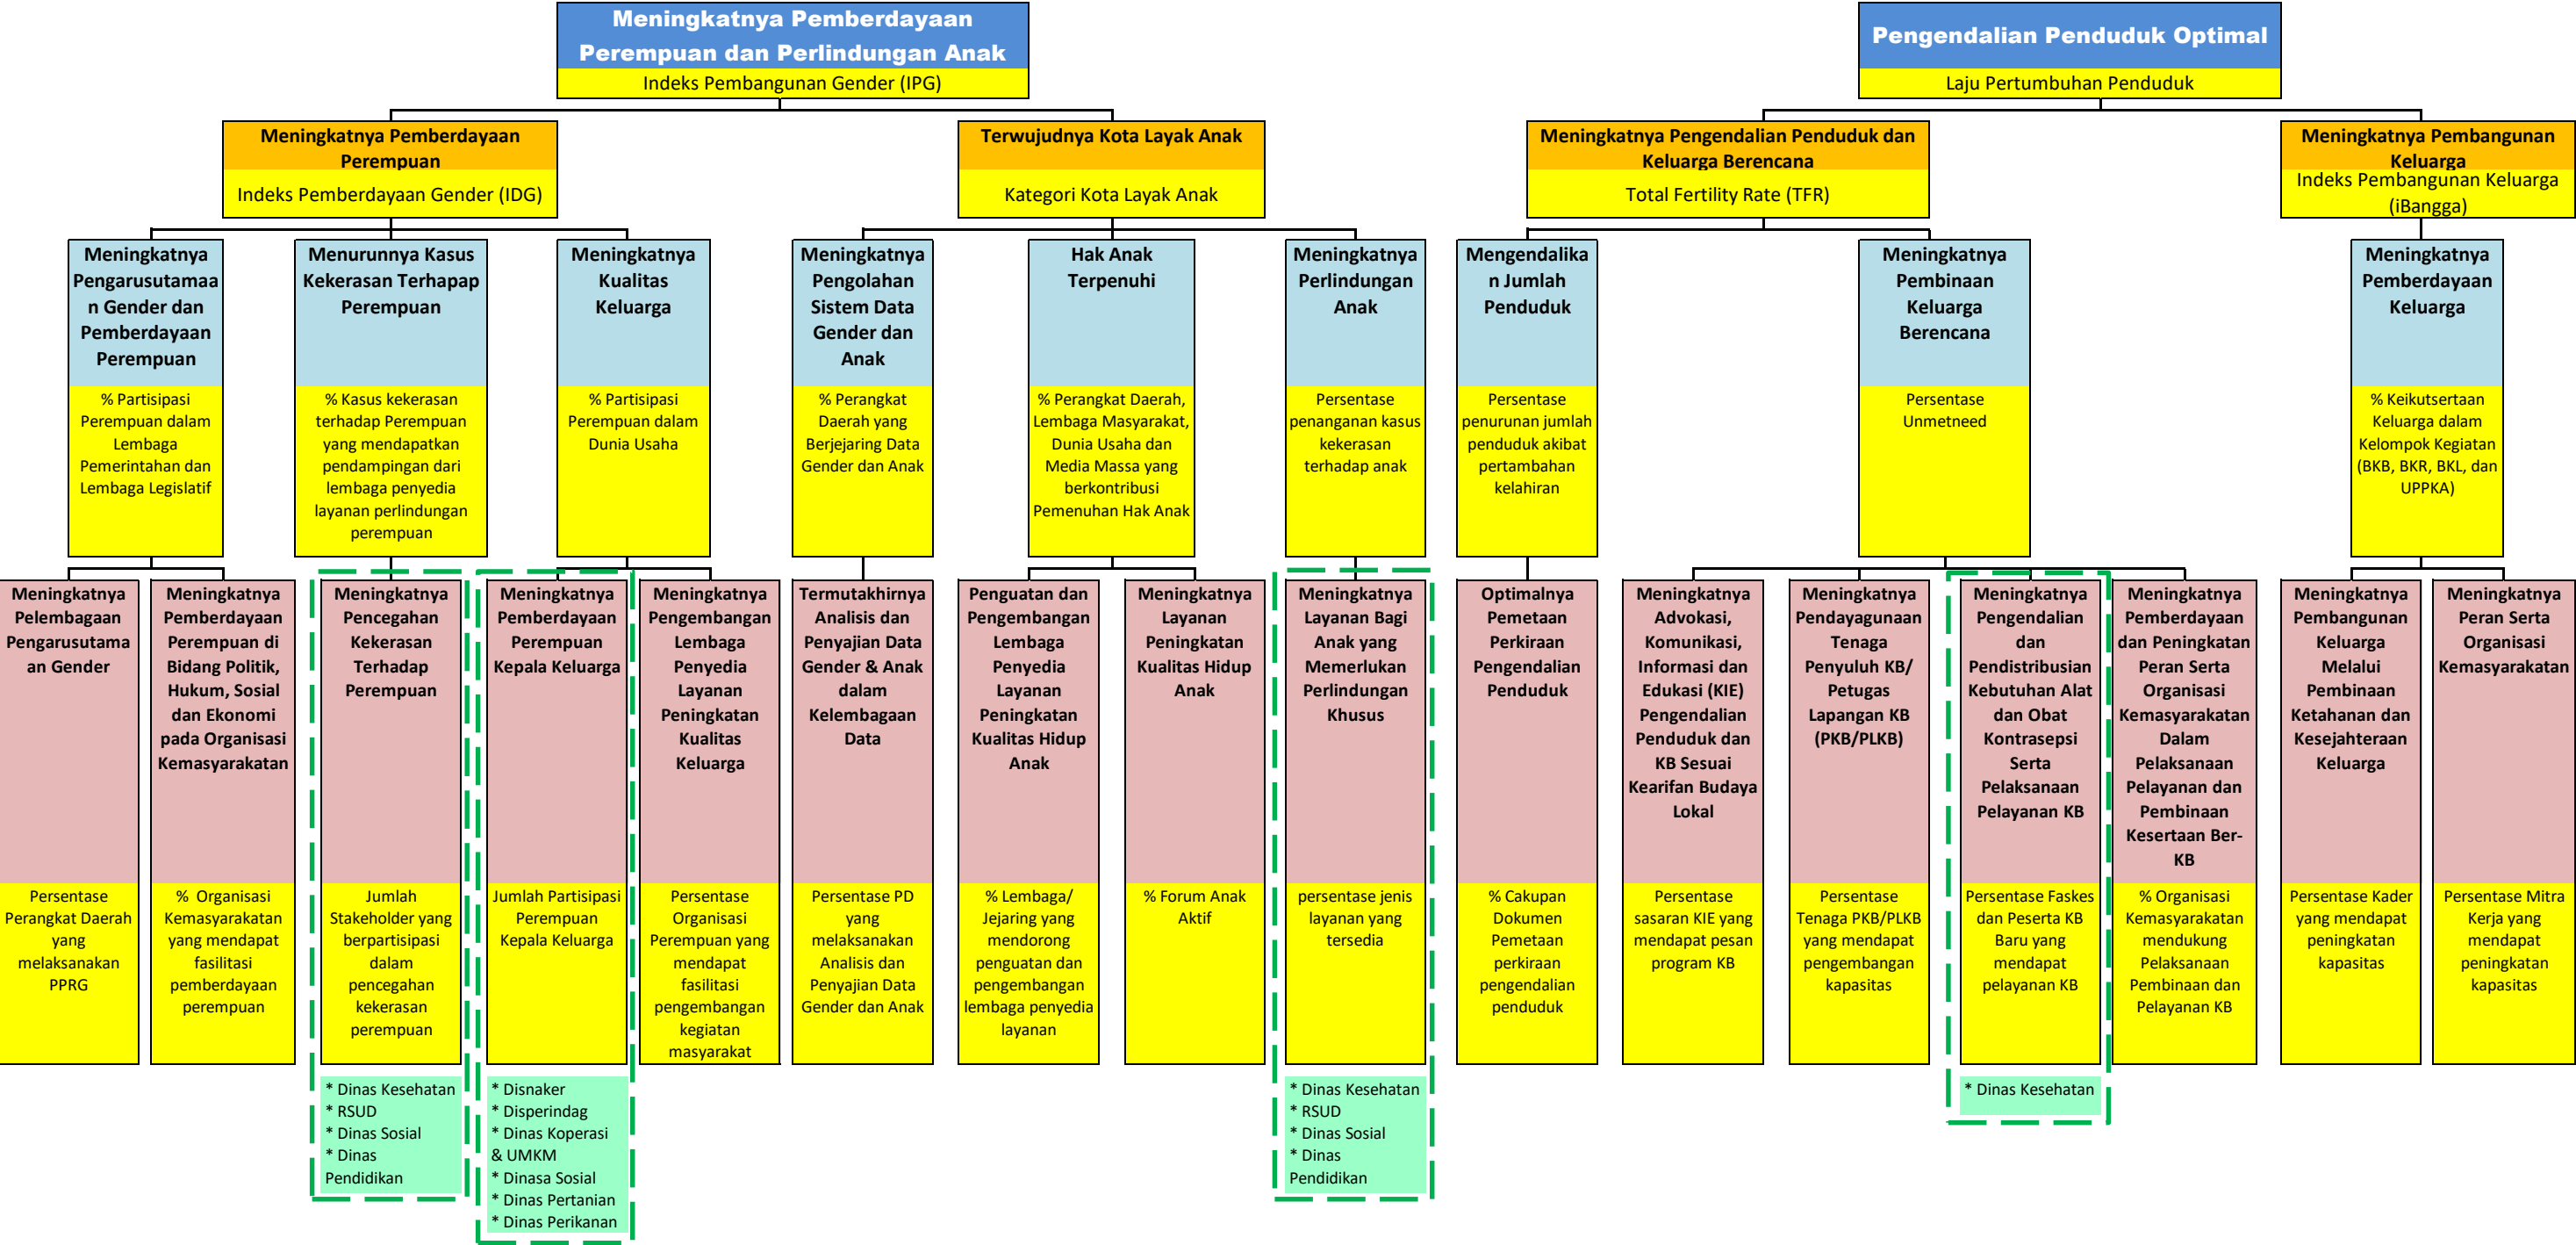 Meningkatnya Pemberdayaan
Perempuan dan Perlindungan Anak
Indeks Pembangunan Gender (IPG)
Pengendalian Penduduk Optimal
Laju Pertumbuhan Penduduk
Meningkatnya Pemberdayaan
Perempuan
Indeks Pemberdayaan Gender (IDG)
Terwujudnya Kota Layak Anak
Kategori Kota Layak Anak
Meningkatnya Pengendalian Penduduk dan
Keluarga Berencana
Total Fertility Rate (TFR)
Meningkatnya Pembangunan
Keluarga
Indeks Pembangunan Keluarga
(iBangga)
Meningkatnya
Pengarusutamaa
n Gender dan
Pemberdayaan
Perempuan
% Partisipasi
Perempuan dalam
Lembaga
Pemerintahan dan
Lembaga Legislatif
Menurunnya Kasus
Kekerasan Terhapap
Perempuan
% Kasus kekerasan
terhadap Perempuan
yang mendapatkan
pendampingan dari
lembaga penyedia
layanan perlindungan
perempuan
Meningkatnya
Kualitas
Keluarga
% Partisipasi
Perempuan dalam
Dunia Usaha
Meningkatnya
Pengolahan
Sistem Data
Gender dan
Anak
% Perangkat
Daerah yang
Berjejaring Data
Gender dan Anak
Hak Anak
Terpenuhi
% Perangkat Daerah,
Lembaga Masyarakat,
Dunia Usaha dan
Media Massa yang
berkontribusi
Pemenuhan Hak Anak
Meningkatnya
Perlindungan
Anak
Persentase
penanganan kasus
kekerasan
terhadap anak
Mengendalika
n Jumlah
Penduduk
Persentase
penurunan jumlah
penduduk akibat
pertambahan
kelahiran
Meningkatnya
Pembinaan
Keluarga
Berencana
Persentase
Unmetneed
Meningkatnya
Pemberdayaan
Keluarga
% Keikutsertaan
Keluarga dalam
Kelompok Kegiatan
(BKB, BKR, BKL, dan
UPPKA)
Meningkatnya
Pelembagaan
Pengarusutama
an Gender
Persentase
Perangkat Daerah
yang
melaksanakan
PPRG
Meningkatnya
Pemberdayaan
Perempuan di
Bidang Politik,
Hukum, Sosial
dan Ekonomi
pada Organisasi
Kemasyarakatan
% Organisasi
Kemasyarakatan
yang mendapat
fasilitasi
pemberdayaan
perempuan
Meningkatnya
Pencegahan
Kekerasan
Terhadap
Perempuan
Jumlah
Stakeholder yang
berpartisipasi
dalam
pencegahan
kekerasan
perempuan
* Dinas Kesehatan
* RSUD
* Dinas Sosial
* Dinas
Pendidikan
Meningkatnya
Pemberdayaan
Perempuan
Kepala Keluarga
Jumlah Partisipasi
Perempuan
Kepala Keluarga
* Disnaker
* Disperindag
* Dinas Koperasi
& UMKM
* Dinasa Sosial
* Dinas Pertanian
* Dinas Perikanan
Meningkatnya
Pengembangan
Lembaga
Penyedia
Layanan
Peningkatan
Kualitas
Keluarga
Persentase
Organisasi
Perempuan yang
mendapat
fasilitasi
pengembangan
kegiatan
masyarakat
Termutakhirnya
Analisis dan
Penyajian Data
Gender & Anak
dalam
Kelembagaan
Data
Persentase PD
yang
melaksanakan
Analisis dan
Penyajian Data
Gender dan Anak
Penguatan dan
Pengembangan
Lembaga
Penyedia
Layanan
Peningkatan
Kualitas Hidup
Anak
% Lembaga/
Jejaring yang
mendorong
penguatan dan
pengembangan
lembaga penyedia
layanan
Meningkatnya
Layanan
Peningkatan
Kualitas Hidup
Anak
% Forum Anak
Aktif
Meningkatnya
Layanan Bagi
Anak yang
Memerlukan
Perlindungan
Khusus
persentase jenis
layanan yang
tersedia
* Dinas Kesehatan
* RSUD
* Dinas Sosial
* Dinas
Pendidikan
Optimalnya
Pemetaan
Perkiraan
Pengendalian
Penduduk
% Cakupan
Dokumen
Pemetaan
perkiraan
pengendalian
penduduk
Meningkatnya
Advokasi,
Komunikasi,
Informasi dan
Edukasi (KIE)
Pengendalian
Penduduk dan
KB Sesuai
Kearifan Budaya
Lokal
Persentase
sasaran KIE yang
mendapat pesan
program KB
Meningkatnya
Pendayagunaan
Tenaga
Penyuluh KB/
Petugas
Lapangan KB
(PKB/PLKB)
Persentase
Tenaga PKB/PLKB
yang mendapat
pengembangan
kapasitas
Meningkatnya
Pengendalian
dan
Pendistribusian
Kebutuhan Alat
dan Obat
Kontrasepsi
Serta
Pelaksanaan
Pelayanan KB
Persentase Faskes
dan Peserta KB
Baru yang
mendapat
pelayanan KB
* Dinas Kesehatan
Meningkatnya
Pemberdayaan
dan Peningkatan
Peran Serta
Organisasi
Kemasyarakatan
Dalam
Pelaksanaan
Pelayanan dan
Pembinaan
Kesertaan Ber-
KB
% Organisasi
Kemasyarakatan
mendukung
Pelaksanaan
Pembinaan dan
Pelayanan KB
Meningkatnya
Pembangunan
Keluarga
Melalui
Pembinaan
Ketahanan dan
Kesejahteraan
Keluarga
Persentase Kader
yang mendapat
peningkatan
kapasitas
Meningkatnya
Peran Serta
Organisasi
Kemasyarakatan
Persentase Mitra
Kerja yang
mendapat
peningkatan
kapasitas